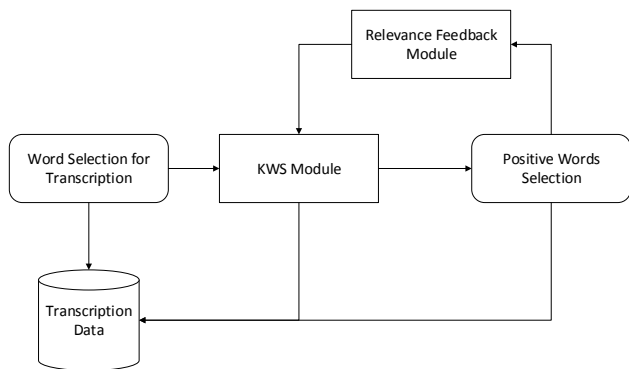 Relevance Feedback
Module
Word Selection for
Transcription
KWS Module
Positive Words
Selection
Transcription
Data